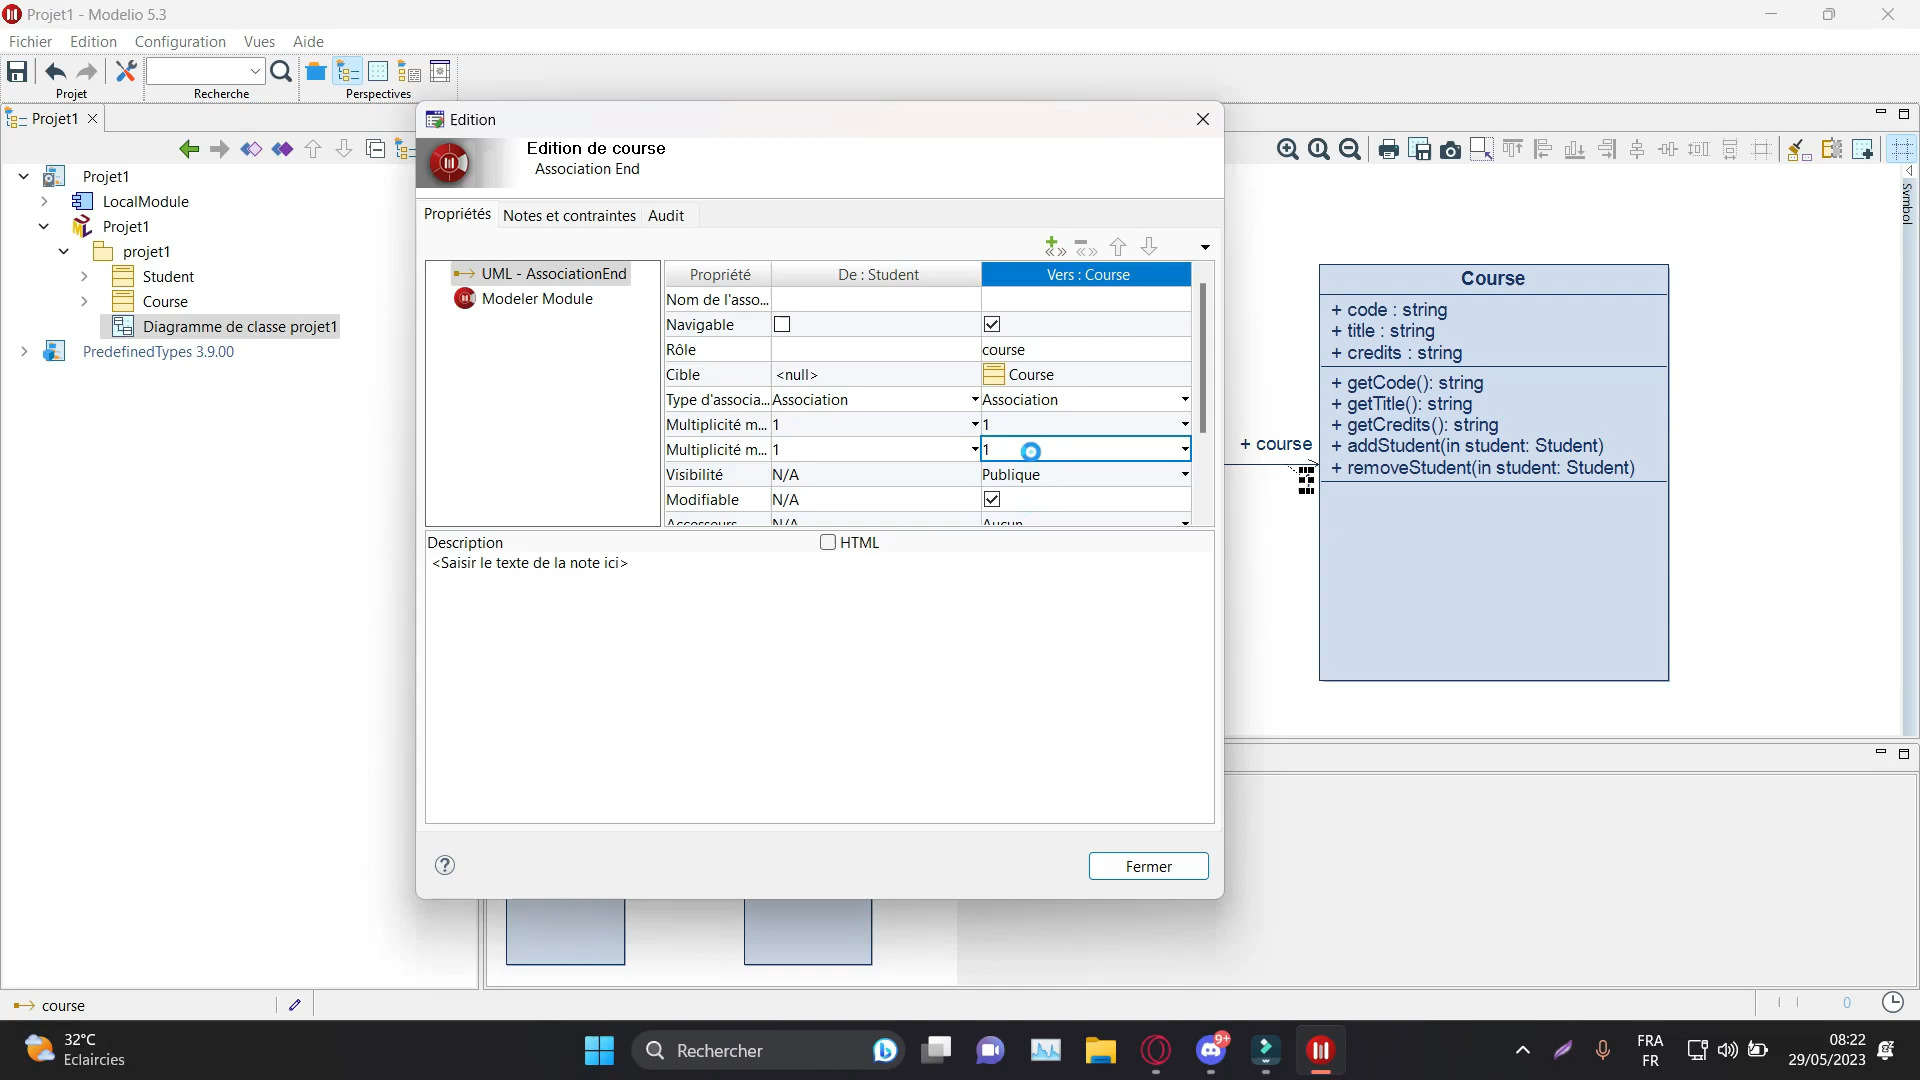 Projet1 - Modelio 5.3
Fichier Edition Configuration Vues Aide
Projet Recherche Perspectives
Projet1
Projet1
LocalModule
Projet1
projet1
Student
Course
Diagramme de classe projet1
PredefinedTypes 3.9.00
Edition
Edition de course
Association End
Propriétés Notes et contraintes Audit
UML - AssociationEnd
Modeler Module
Propriété De : Student Vers : Course
Nom de l'asso...
Navigable
Rôle course
Cible <null> Course
Type d'associa... Association Association
Multiplicité m... 1 1
Multiplicité m... 1 1
Visibilité N/A Publique
Modifiable N/A
Accesseurs N/A Aucun
Description HTML
<Saisir le texte de la note ici>
Fermer
Symbol
+ course
Course
+ code : string
+ title : string
+ credits : string
+ getCode(): string
+ getTitle(): string
+ getCredits(): string
+ addStudent(in student: Student)
+ removeStudent(in student: Student)
course
0
32°C
Eclaircies
Rechercher
9+
FRA
FR
08:22
29/05/2023